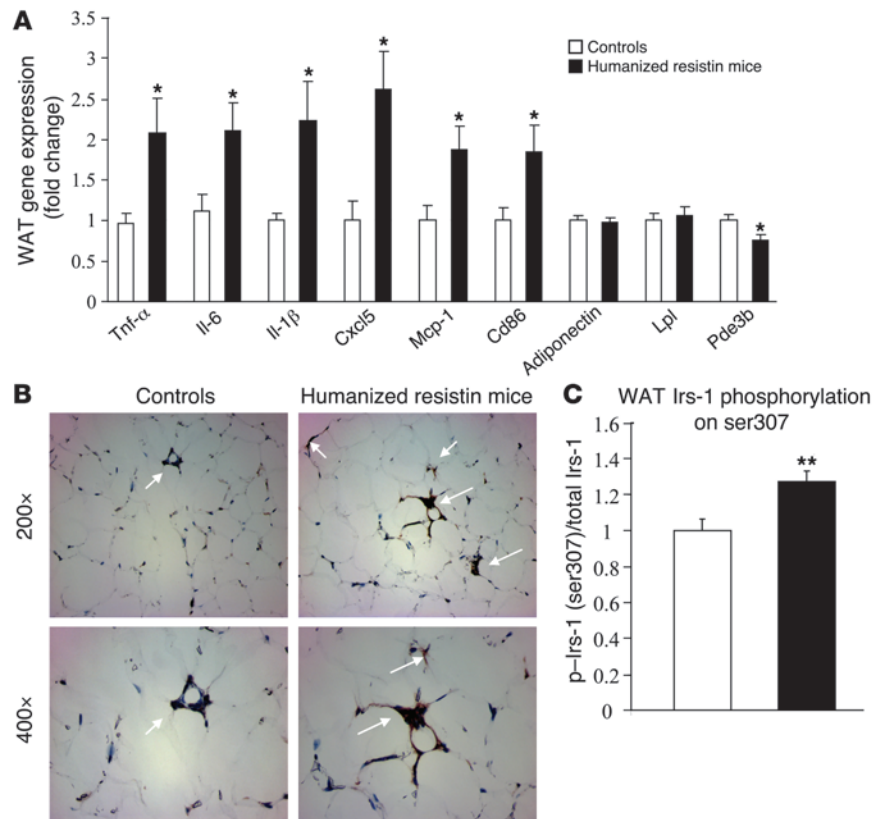 A
WAT gene expression
(fold change)
3.5
3
2.5
2
1.5
1
0.5
0
* * * * * * *
Controls
Humanized resistin mice
Tnf-α Il-6 Il-1β Cxcl5 Mcp-1 Cd86 Adiponectin Lpl Pde3b
B
Controls Humanized resistin mice
200×
400×
C
WAT Irs-1 phosphorylation
on ser307
p–Irs-1 (ser307)/total Irs-1
1.6
1.4
1.2
1
0.8
0.6
0.4
0.2
0
**